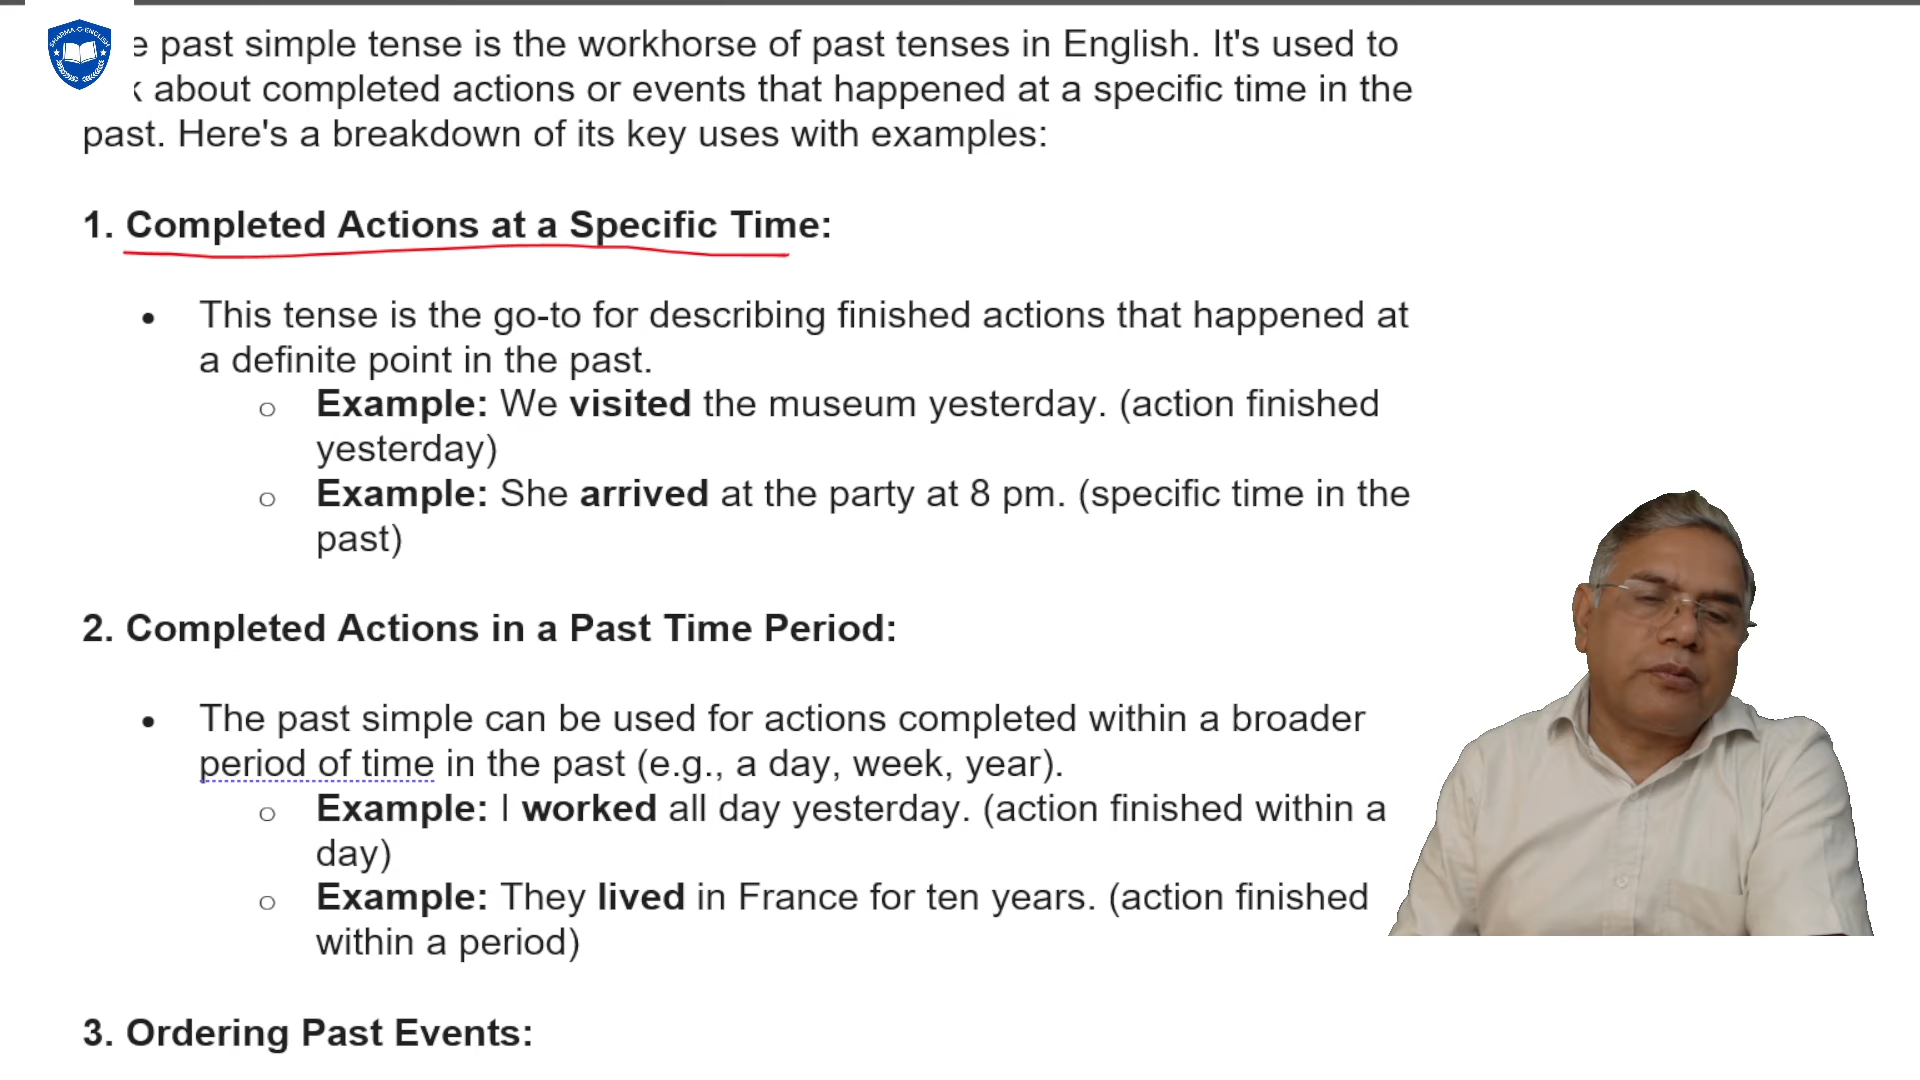 SHARMA-G-ENGLISH
e past simple tense is the workhorse of past tenses in English. It's used to
k about completed actions or events that happened at a specific time in the
past. Here's a breakdown of its key uses with examples:
1. Completed Actions at a Specific Time:
• This tense is the go-to for describing finished actions that happened at
a definite point in the past.
o Example: We visited the museum yesterday. (action finished
yesterday)
o Example: She arrived at the party at 8 pm. (specific time in the
past)
2. Completed Actions in a Past Time Period:
• The past simple can be used for actions completed within a broader
period of time in the past (e.g., a day, week, year).
o Example: I worked all day yesterday. (action finished within a
day)
o Example: They lived in France for ten years. (action finished
within a period)
3. Ordering Past Events: